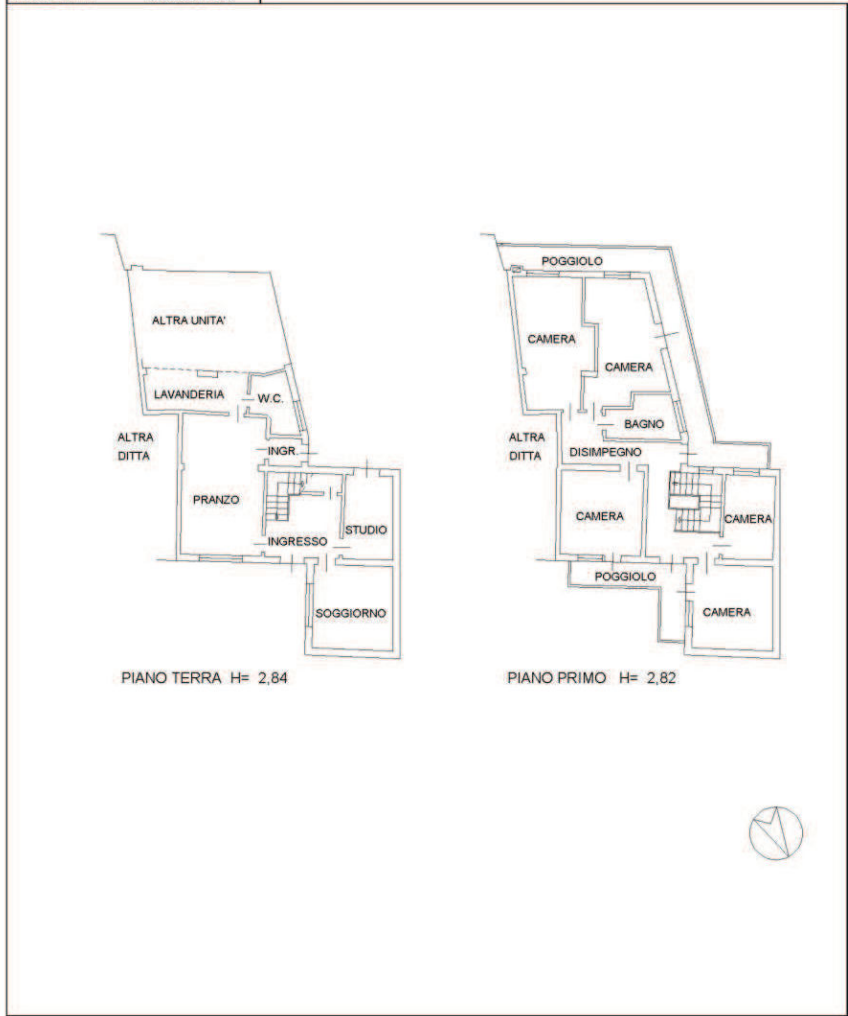 ALTRA UNITA'
LAVANDERIA
W.C.
ALTRA
DITTA
INGR.
PRANZO
STUDIO
INGRESSO
SOGGIORNO
PIANO TERRA H= 2,84
POGGIOLO
CAMERA
CAMERA
BAGNO
ALTRA
DITTA
DISIMPEGNO
CAMERA
CAMERA
POGGIOLO
CAMERA
PIANO PRIMO H= 2,82